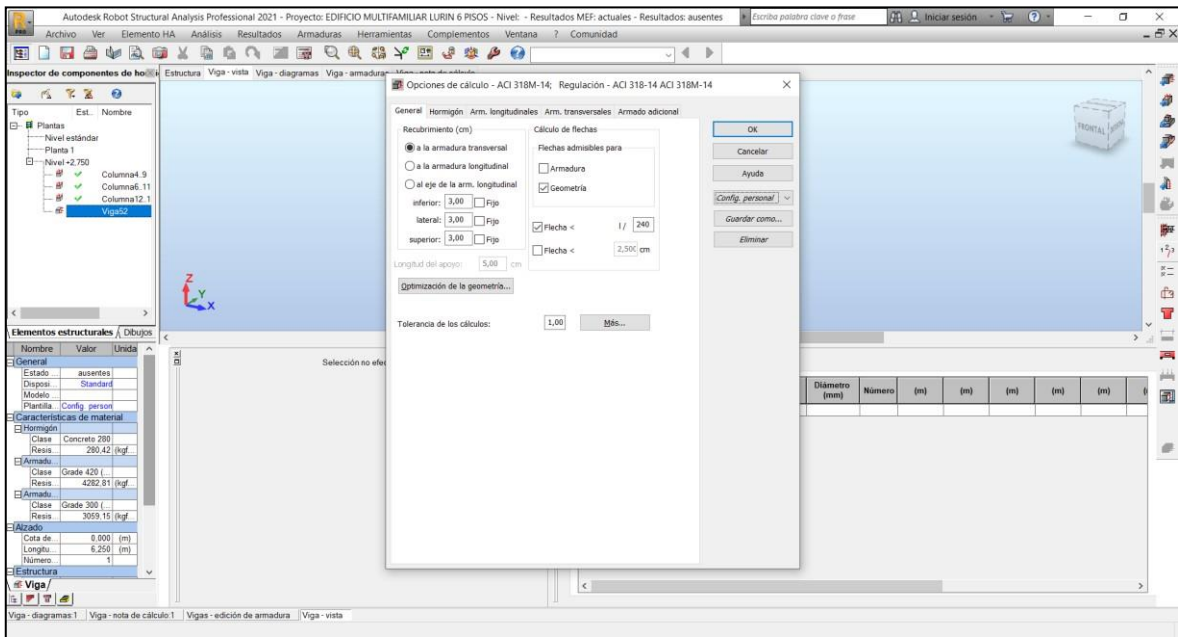 Autodesk Robot Structural Analysis Professional 2021 - Proyecto: EDIFICIO MULTIFAMILIAR LURIN 6 PISOS - Nivel: - Resultados MEF: actuales - Resultados: ausentes
Escriba palabra clave o frase
Iniciar sesión
PRO
Archivo Ver Elemento HA Análisis Resultados Armaduras Herramientas Complementos Ventana ? Comunidad
Inspector de componentes de ho
Estructura Viga - vista Viga - diagramas Viga - armaduras Viga - nota de cálculo
Tipo Est.. Nombre
Plantas
Nivel estándar
Planta 1
Nivel +2,750
Columna4..9
Columna6..11
Columna12..1
Viga52
Elementos estructurales Dibujos
Nombre Valor Unida
General
Estado ... ausentes
Disposi... Standard
Modelo ...
Plantilla... Config. person
Características de material
Hormigón
Clase Concreto 280
Resis... 280,42 (kgf...
Armadu...
Clase Grade 420 (...
Resis... 4282,81 (kgf...
Armadu...
Clase Grade 300 (...
Resis... 3059,15 (kgf...
Alzado
Cota de... 0,000 (m)
Longitu... 6,250 (m)
Número... 1
Estructura
Viga
Z
Y
X
FRONTAL
Selección no efec
Opciones de cálculo - ACI 318M-14; Regulación - ACI 318-14 ACI 318M-14
General Hormigón Arm. longitudinales Arm. transversales Armado adicional
Recubrimiento (cm)
a la armadura transversal
a la armadura longitudinal
al eje de la arm. longitudinal
inferior: 3,00 Fijo
lateral: 3,00 Fijo
superior: 3,00 Fijo
Longitud del apoyo: 5,00 cm
Optimización de la geometría...
Tolerancia de los cálculos: 1,00 Más...
Cálculo de flechas
Flechas admisibles para
Armadura
Geometría
Flecha < l / 240
Flecha < 2,500 cm
OK
Cancelar
Ayuda
Config. personal
Guardar como...
Eliminar
Diámetro (mm) Número (m) (m) (m) (m) (m)
Viga - diagramas:1 Viga - nota de cálculo:1 Vigas - edición de armadura Viga - vista